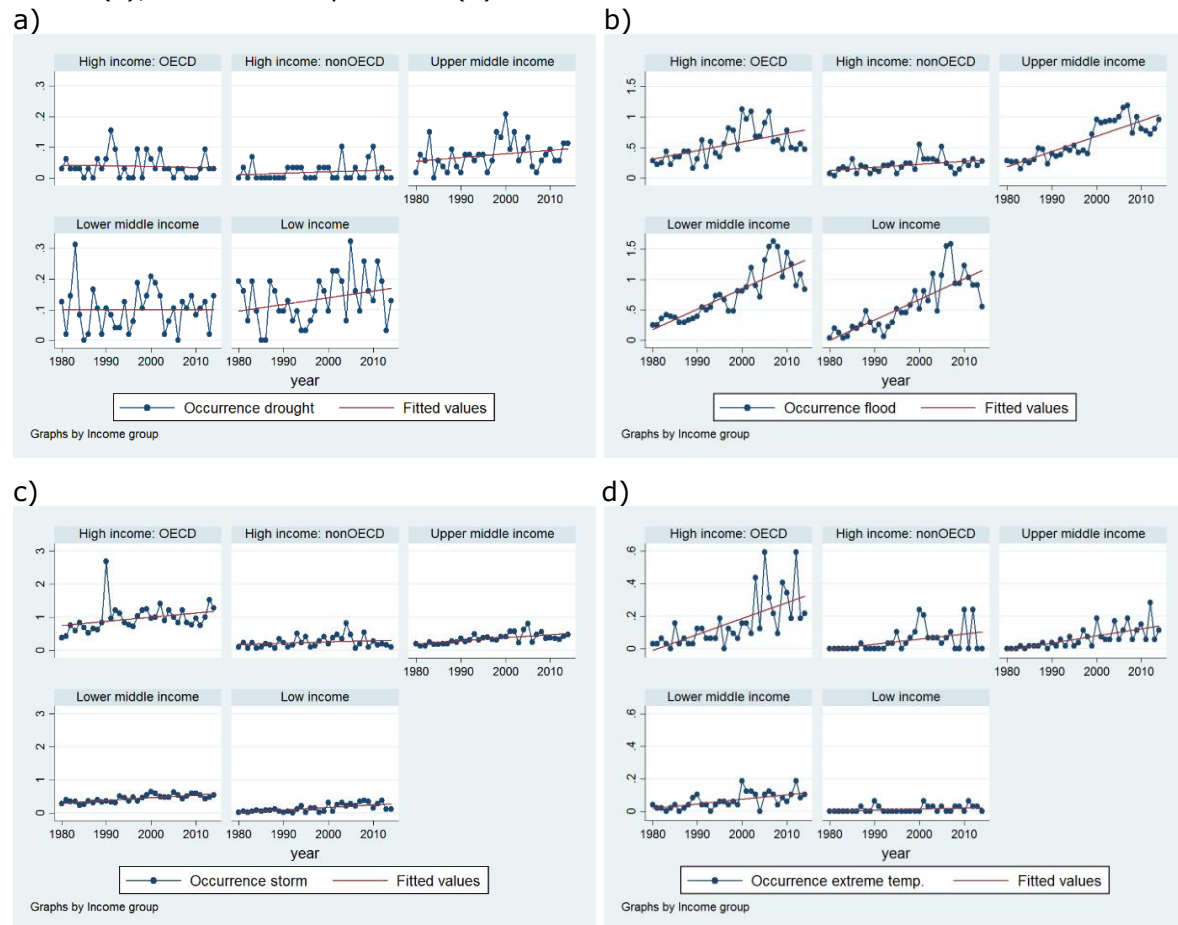 a)
High income: OECD High income: nonOECD Upper middle income
.3
.2
.1
0
1980 1990 2000 2010
Lower middle income Low income
.3
.2
.1
0
1980 1990 2000 2010 1980 1990 2000 2010
year
Occurrence drought Fitted values
Graphs by Income group
b)
High income: OECD High income: nonOECD Upper middle income
1.5
1
.5
0
1980 1990 2000 2010
Lower middle income Low income
1.5
1
.5
0
1980 1990 2000 2010 1980 1990 2000 2010
year
Occurrence flood Fitted values
Graphs by Income group
c)
High income: OECD High income: nonOECD Upper middle income
3
2
1
0
1980 1990 2000 2010
Lower middle income Low income
3
2
1
0
1980 1990 2000 2010 1980 1990 2000 2010
year
Occurrence storm Fitted values
Graphs by Income group
d)
High income: OECD High income: nonOECD Upper middle income
.6
.4
.2
0
1980 1990 2000 2010
Lower middle income Low income
.6
.4
.2
0
1980 1990 2000 2010 1980 1990 2000 2010
year
Occurrence extreme temp. Fitted values
Graphs by Income group